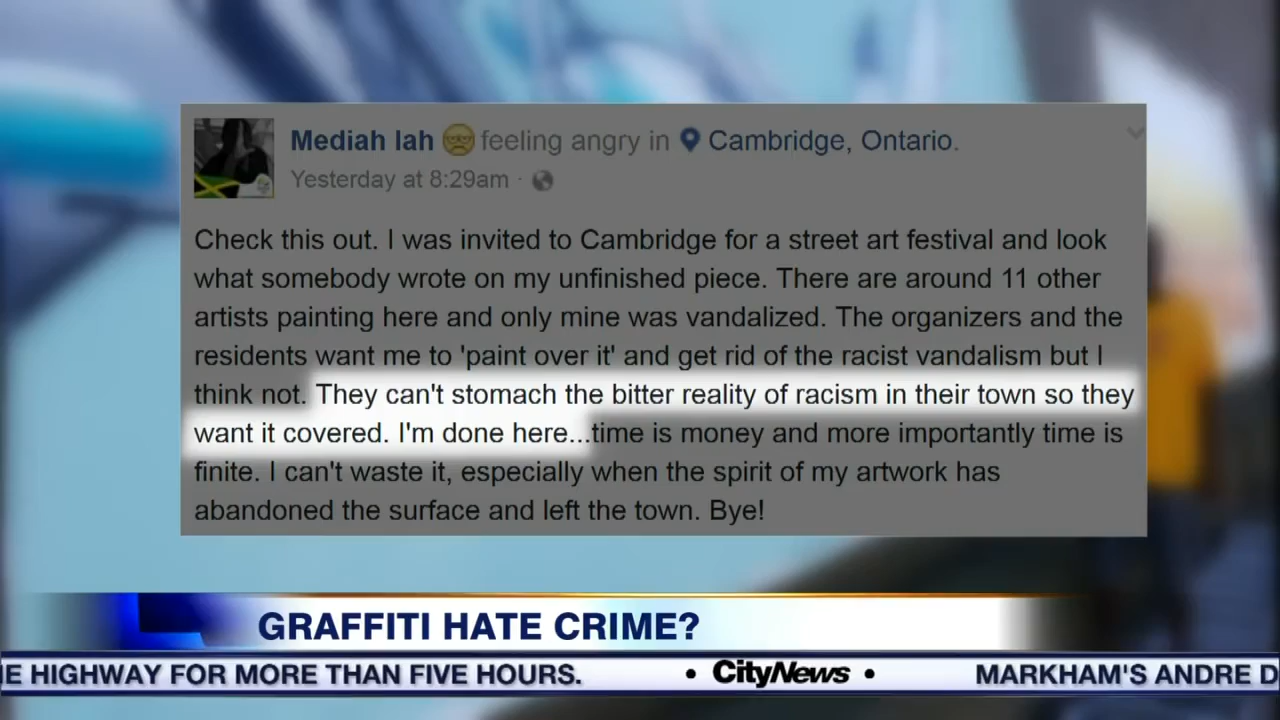 Mediah Iah feeling angry in Cambridge, Ontario.
Yesterday at 8:29am ·
Check this out. I was invited to Cambridge for a street art festival and look
what somebody wrote on my unfinished piece. There are around 11 other
artists painting here and only mine was vandalized. The organizers and the
residents want me to 'paint over it' and get rid of the racist vandalism but I
think not. They can't stomach the bitter reality of racism in their town so they
want it covered. I'm done here...time is money and more importantly time is
finite. I can't waste it, especially when the spirit of my artwork has
abandoned the surface and left the town. Bye!
GRAFFITI HATE CRIME?
E HIGHWAY FOR MORE THAN FIVE HOURS. • CityNews • MARKHAM'S ANDRE D